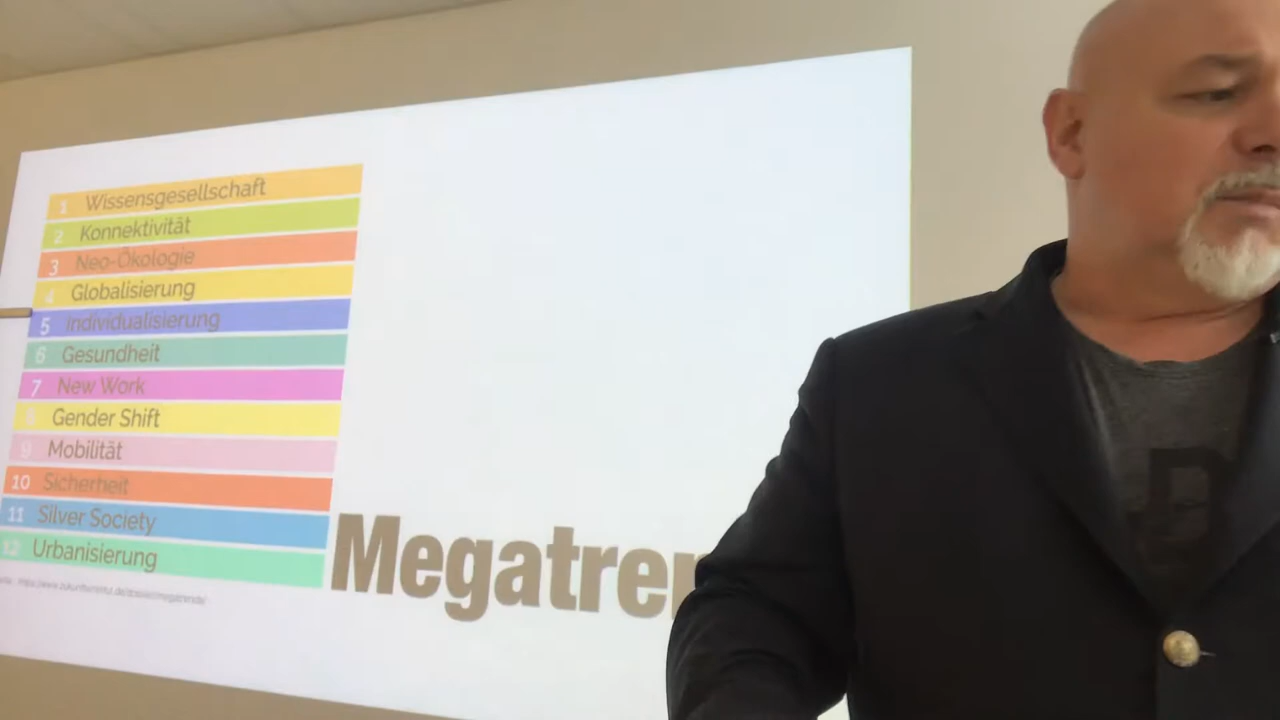 1 Wissensgesellschaft
2 Konnektivität
3 Neo-Ökologie
4 Globalisierung
5 Individualisierung
6 Gesundheit
7 New Work
8 Gender Shift
9 Mobilität
10 Sicherheit
11 Silver Society
12 Urbanisierung
Megatren